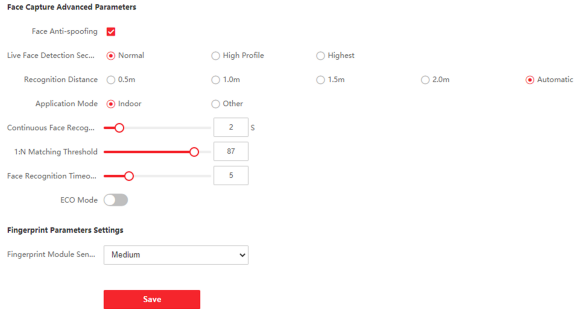 Face Capture Advanced Parameters
Face Anti-spoofing
Live Face Detection Sec... Normal High Profile Highest
Recognition Distance 0.5m 1.0m 1.5m 2.0m Automatic
Application Mode Indoor Other
Continuous Face Recog... 2 S
1:N Matching Threshold 87
Face Recognition Timeo... 5
ECO Mode
Fingerprint Parameters Settings
Fingerprint Module Sen... Medium
Save